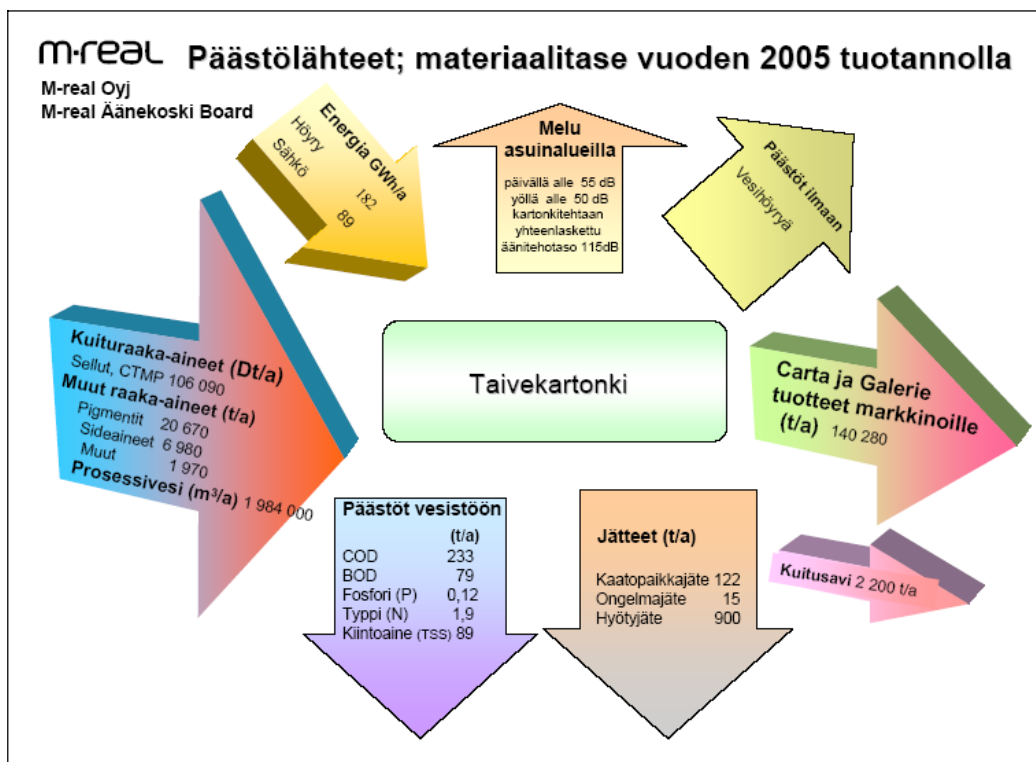 m·real Päästölähteet; materiaalitase vuoden 2005 tuotannolla
M-real Oyj
M-real Äänekoski Board
Energia GWh/a
Höyry 182
Sähkö 89
Melu
asuinalueilla
päivällä alle 55 dB
yöllä alle 50 dB
kartonkitehtaan
yhteenlaskettu
äänitehotaso 115dB
Päästöt ilmaan
Vesihöyryä
Kuituraaka-aineet (Dt/a)
Sellut, CTMP 106 090
Muut raaka-aineet (t/a)
Pigmentit 20 670
Sideaineet 6 980
Muut 1 970
Prosessivesi (m³/a) 1 984 000
Taivekartonki
Carta ja Galerie
tuotteet markkinoille
(t/a) 140 280
Päästöt vesistöön
(t/a)
COD 233
BOD 79
Fosfori (P) 0,12
Typpi (N) 1,9
Kiintoaine (TSS) 89
Jätteet (t/a)
Kaatopaikkajäte 122
Ongelmajäte 15
Hyötyjäte 900
Kuitusavi 2 200 t/a